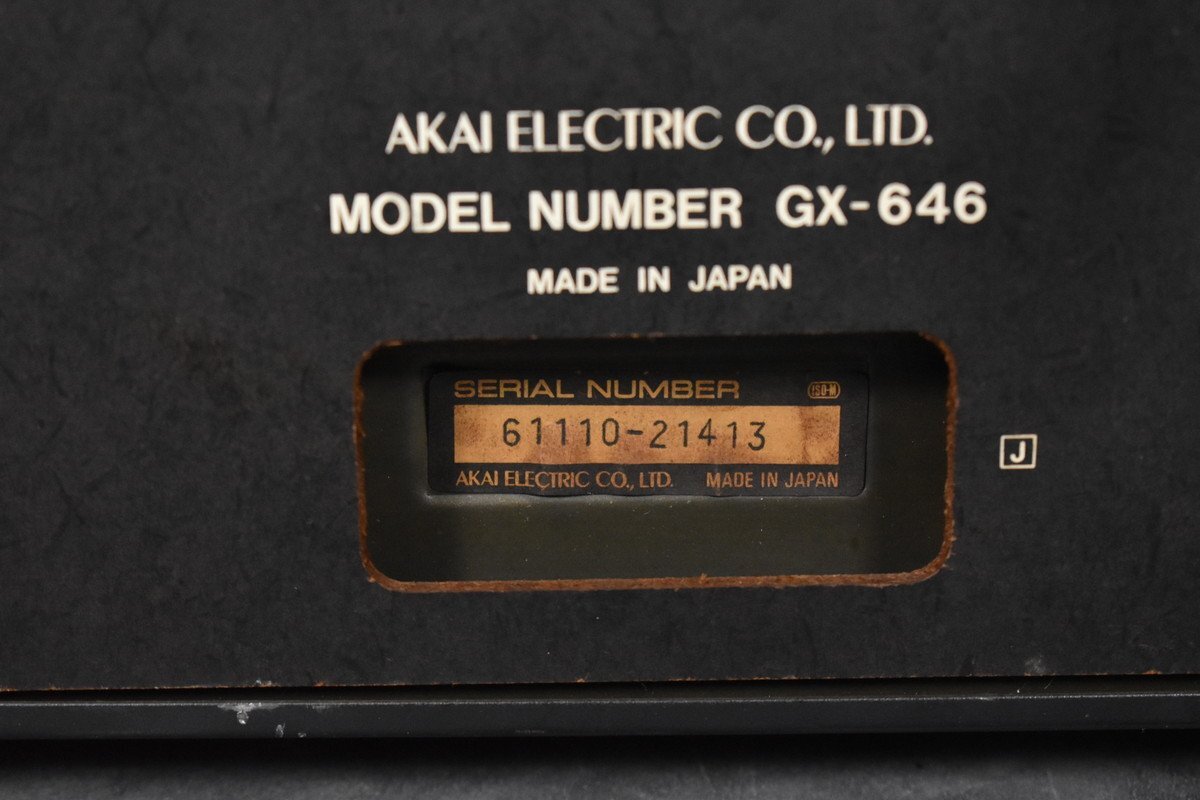 AKAI ELECTRIC CO., LTD.
MODEL NUMBER GX-646
MADE IN JAPAN
SERIAL NUMBER ISO-M
61110-21413
AKAI ELECTRIC CO., LTD. MADE IN JAPAN
J